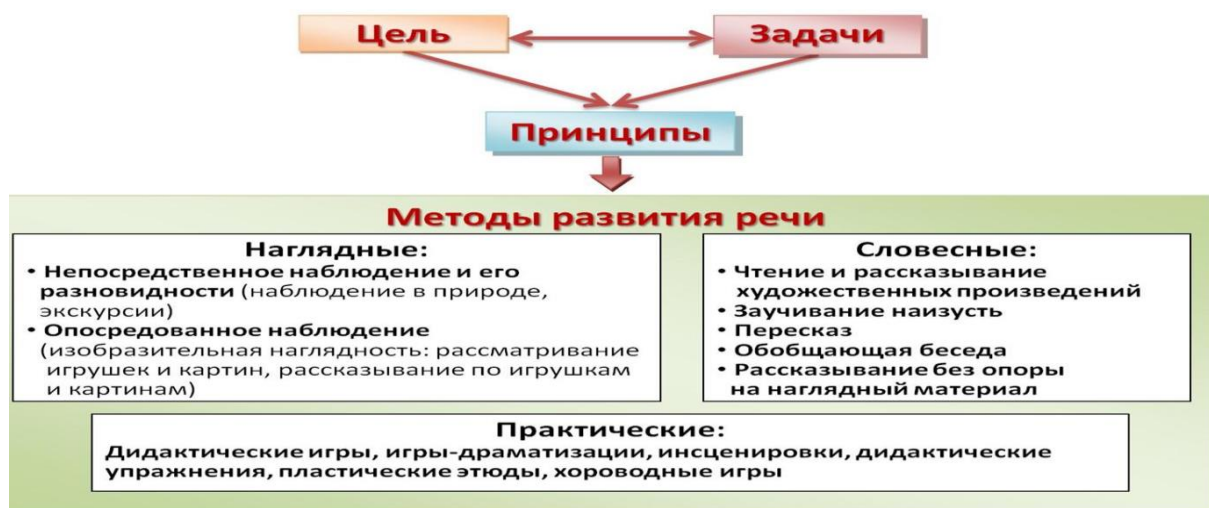 Цель
Задачи
Принципы
Методы развития речи
Наглядные:
• Непосредственное наблюдение и его
разновидности (наблюдение в природе,
экскурсии)
• Опосредованное наблюдение
(изобразительная наглядность: рассматривание
игрушек и картин, рассказывание по игрушкам
и картинам)
Словесные:
• Чтение и рассказывание
художественных произведений
• Заучивание наизусть
• Пересказ
• Обобщающая беседа
• Рассказывание без опоры
на наглядный материал
Практические:
Дидактические игры, игры-драматизации, инсценировки, дидактические
упражнения, пластические этюды, хороводные игры